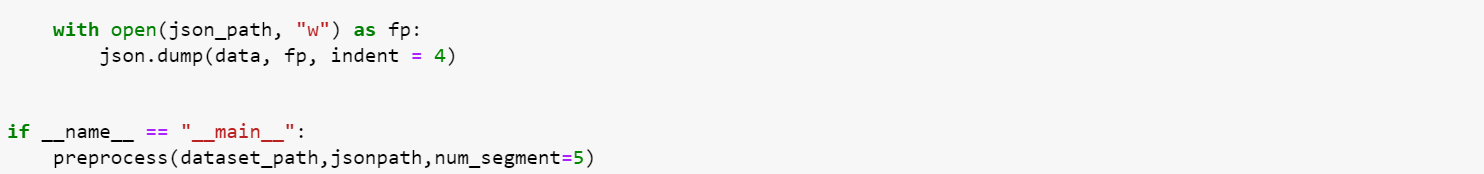 with open(json_path, "w") as fp:
json.dump(data, fp, indent = 4)
if __name__ == "__main__":
preprocess(dataset_path,jsonpath,num_segment=5)